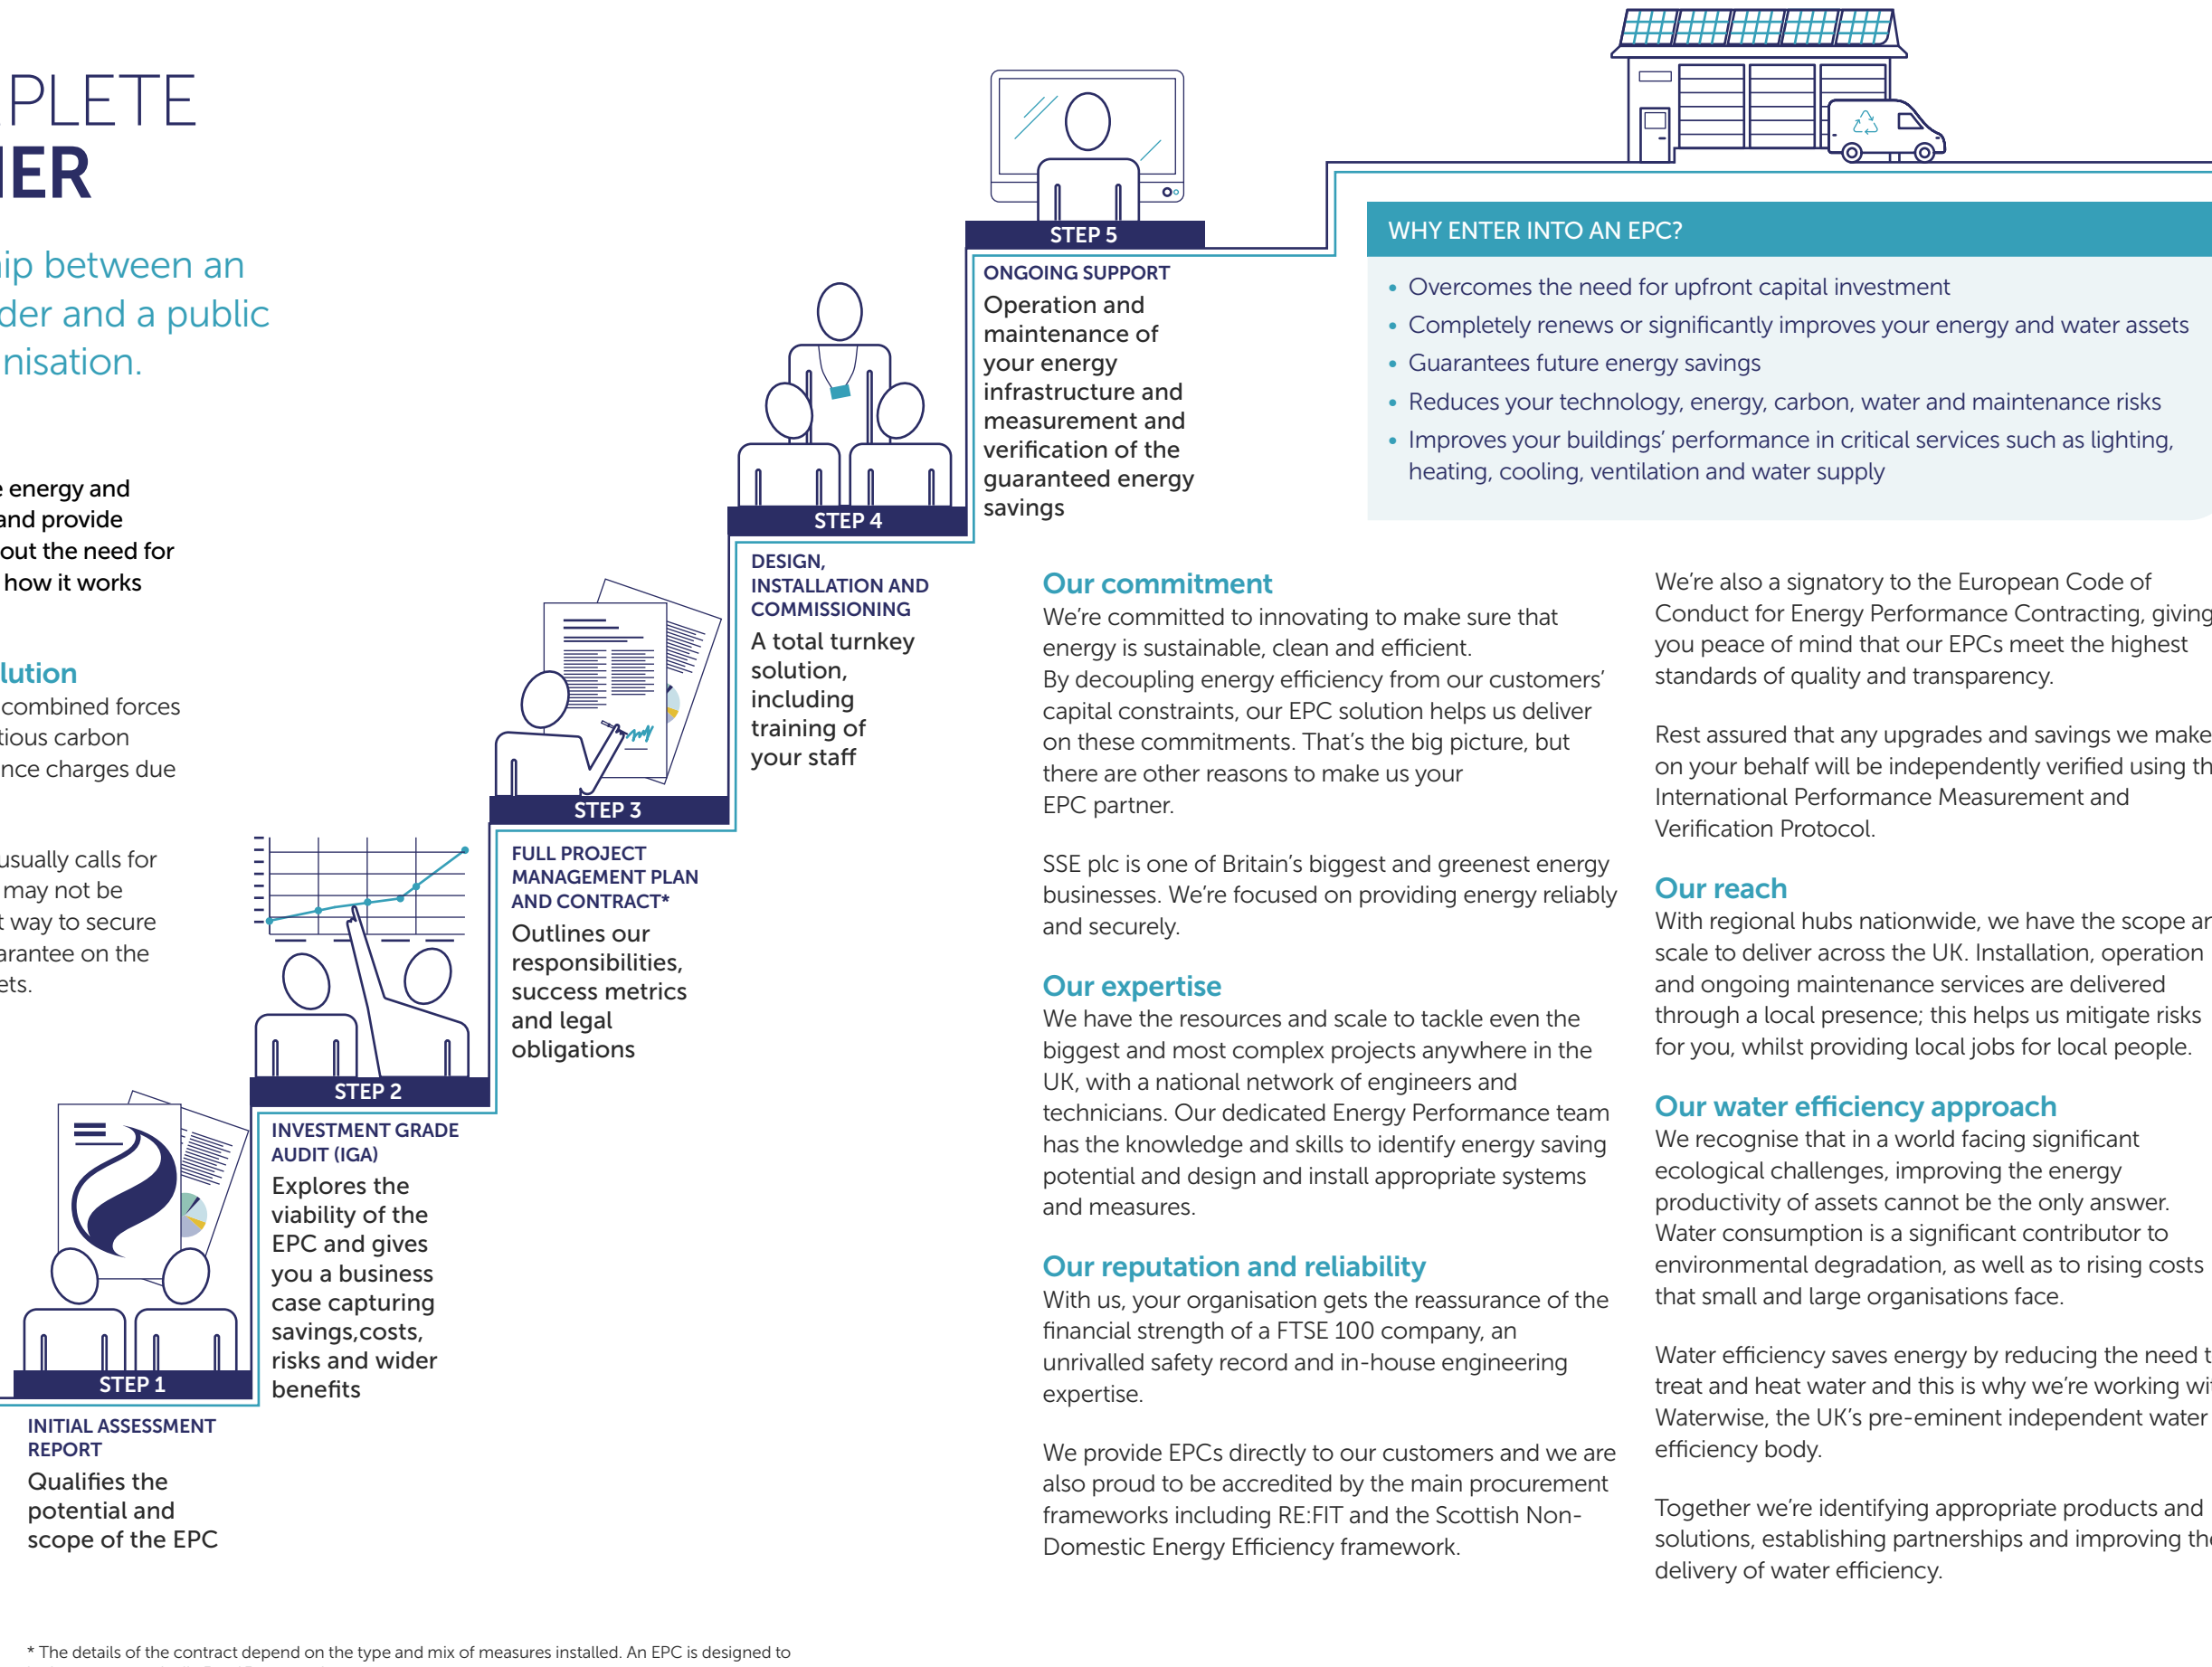 PLETE
ER
ip between an
der and a public
nisation.
energy and
and provide
out the need for
how it works
lution
combined forces
tious carbon
nce charges due
usually calls for
may not be
t way to secure
arantee on the
ets.
STEP 1
INITIAL ASSESSMENT
REPORT
Qualifies the
potential and
scope of the EPC
STEP 2
INVESTMENT GRADE
AUDIT (IGA)
Explores the
viability of the
EPC and gives
you a business
case capturing
savings,costs,
risks and wider
benefits
STEP 3
FULL PROJECT
MANAGEMENT PLAN
AND CONTRACT*
Outlines our
responsibilities,
success metrics
and legal
obligations
STEP 4
DESIGN,
INSTALLATION AND
COMMISSIONING
A total turnkey
solution,
including
training of
your staff
STEP 5
ONGOING SUPPORT
Operation and
maintenance of
your energy
infrastructure and
measurement and
verification of the
guaranteed energy
savings
WHY ENTER INTO AN EPC?
• Overcomes the need for upfront capital investment
• Completely renews or significantly improves your energy and water assets
• Guarantees future energy savings
• Reduces your technology, energy, carbon, water and maintenance risks
• Improves your buildings’ performance in critical services such as lighting,
heating, cooling, ventilation and water supply
Our commitment
We’re committed to innovating to make sure that
energy is sustainable, clean and efficient.
By decoupling energy efficiency from our customers’
capital constraints, our EPC solution helps us deliver
on these commitments. That’s the big picture, but
there are other reasons to make us your
EPC partner.
SSE plc is one of Britain’s biggest and greenest energy
businesses. We’re focused on providing energy reliably
and securely.
Our expertise
We have the resources and scale to tackle even the
biggest and most complex projects anywhere in the
UK, with a national network of engineers and
technicians. Our dedicated Energy Performance team
has the knowledge and skills to identify energy saving
potential and design and install appropriate systems
and measures.
Our reputation and reliability
With us, your organisation gets the reassurance of the
financial strength of a FTSE 100 company, an
unrivalled safety record and in-house engineering
expertise.
We provide EPCs directly to our customers and we are
also proud to be accredited by the main procurement
frameworks including RE:FIT and the Scottish Non-
Domestic Energy Efficiency framework.
We’re also a signatory to the European Code of
Conduct for Energy Performance Contracting, giving
you peace of mind that our EPCs meet the highest
standards of quality and transparency.
Rest assured that any upgrades and savings we make
on your behalf will be independently verified using th
International Performance Measurement and
Verification Protocol.
Our reach
With regional hubs nationwide, we have the scope an
scale to deliver across the UK. Installation, operation
and ongoing maintenance services are delivered
through a local presence; this helps us mitigate risks
for you, whilst providing local jobs for local people.
Our water efficiency approach
We recognise that in a world facing significant
ecological challenges, improving the energy
productivity of assets cannot be the only answer.
Water consumption is a significant contributor to
environmental degradation, as well as to rising costs
that small and large organisations face.
Water efficiency saves energy by reducing the need t
treat and heat water and this is why we’re working wi
Waterwise, the UK’s pre-eminent independent water
efficiency body.
Together we’re identifying appropriate products and
solutions, establishing partnerships and improving the
delivery of water efficiency.
* The details of the contract depend on the type and mix of measures installed. An EPC is designed to